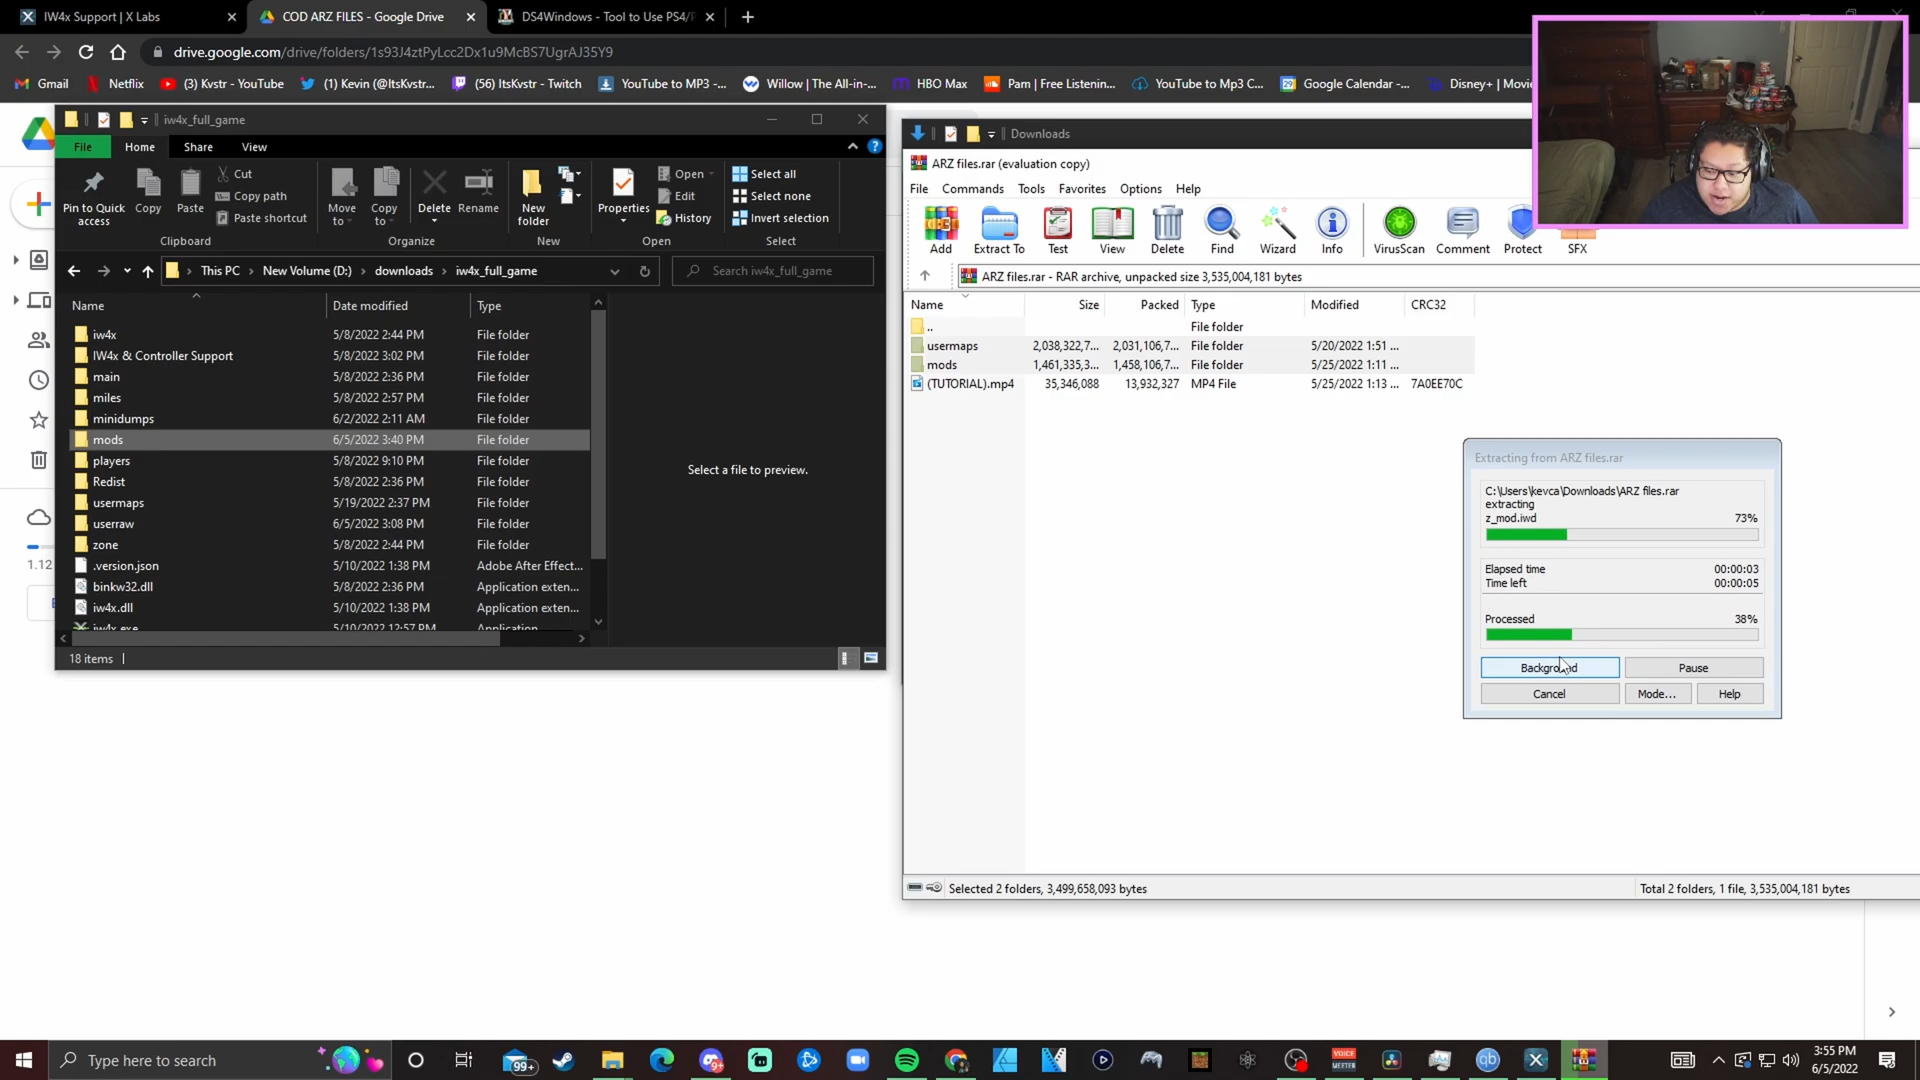 IW4x Support | X Labs
COD ARZ FILES - Google Drive
DS4Windows - Tool to Use PS4/P
drive.google.com/drive/folders/1s93J4ztPyLcc2Dx1u9McBS7UgrAJ35Y9
Gmail
Netflix
(3) Kvstr - YouTube
(1) Kevin (@ItsKvstr...
(56) ItsKvstr - Twitch
YouTube to MP3 -...
Willow | The All-in-...
HBO Max
Pam | Free Listenin...
YouTube to Mp3 C...
Google Calendar -...
Disney+ | Movi
iw4x_full_game
File
Home
Share
View
Pin to Quick access
Copy
Paste
Cut
Copy path
Paste shortcut
Clipboard
Move to
Copy to
Delete
Rename
Organize
New folder
New
Properties
Open
Edit
History
Open
Select all
Select none
Invert selection
Select
This PC
New Volume (D:)
downloads
iw4x_full_game
Search iw4x_full_game
Name Date modified Type
iw4x 5/8/2022 2:44 PM File folder
IW4x & Controller Support 5/8/2022 3:02 PM File folder
main 5/8/2022 2:36 PM File folder
miles 5/8/2022 2:57 PM File folder
minidumps 6/2/2022 2:11 AM File folder
mods 6/5/2022 3:40 PM File folder
players 5/8/2022 9:10 PM File folder
Redist 5/8/2022 2:36 PM File folder
usermaps 5/19/2022 2:37 PM File folder
userraw 6/5/2022 3:08 PM File folder
zone 5/8/2022 2:44 PM File folder
.version.json 5/10/2022 1:38 PM Adobe After Effect...
binkw32.dll 5/8/2022 2:36 PM Application exten...
iw4x.dll 5/10/2022 1:38 PM Application exten...
iw4x.exe 5/10/2022 12:57 PM Application
Select a file to preview.
18 items
1.12
Downloads
ARZ files.rar (evaluation copy)
File Commands Tools Favorites Options Help
Add
Extract To
Test
View
Delete
Find
Wizard
Info
VirusScan
Comment
Protect
SFX
ARZ files.rar - RAR archive, unpacked size 3,535,004,181 bytes
Name Size Packed Type Modified CRC32
.. File folder
usermaps 2,038,322,7... 2,031,106,7... File folder 5/20/2022 1:51 ...
mods 1,461,335,3... 1,458,106,7... File folder 5/25/2022 1:11 ...
(TUTORIAL).mp4 35,346,088 13,932,327 MP4 File 5/25/2022 1:13 ... 7A0EE70C
Extracting from ARZ files.rar
C:\Users\kevca\Downloads\ARZ files.rar
extracting
z_mod.iwd 73%
Elapsed time 00:00:03
Time left 00:00:05
Processed 38%
Background
Pause
Cancel
Mode...
Help
Selected 2 folders, 3,499,658,093 bytes
Total 2 folders, 1 file, 3,535,004,181 bytes
Type here to search
99+
9+
VOICE
MEETER
qb
3:55 PM
6/5/2022